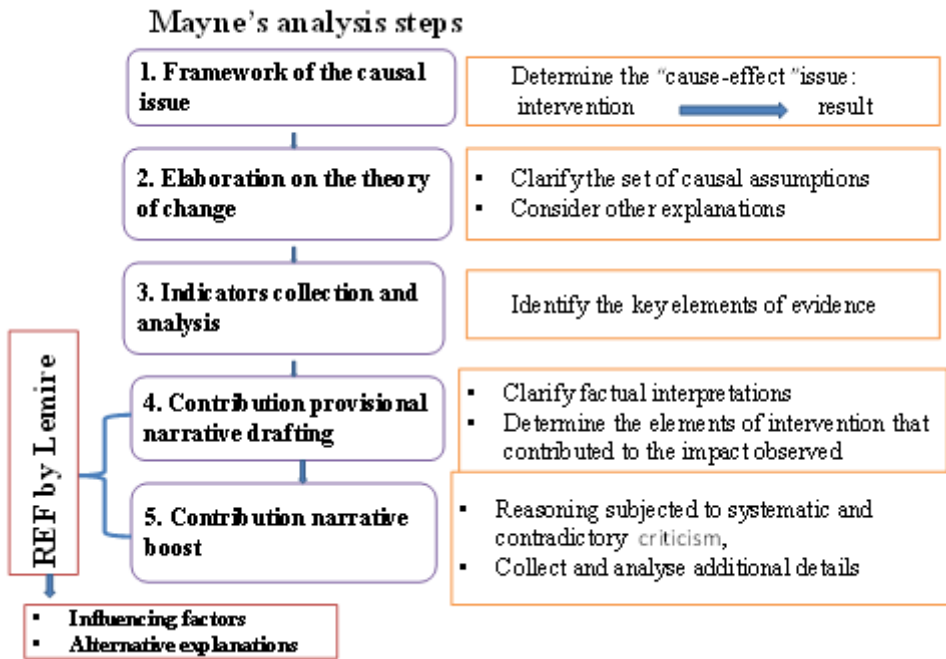 Mayne's analysis steps
1. Framework of the causal
issue
Determine the "cause-effect "issue:
intervention result
2. Elaboration on the theory
of change
▪ Clarify the set of causal assumptions
▪ Consider other explanations
3. Indicators collection and
analysis
Identify the key elements of evidence
REF by Lemire
4. Contribution provisional
narrative drafting
▪ Clarify factual interpretations
▪ Determine the elements of intervention that
contributed to the impact observed
5. Contribution narrative
boost
▪ Reasoning subjected to systematic and
contradictory criticism,
▪ Collect and analyse additional details
▪ Influencing factors
▪ Alternative explanations